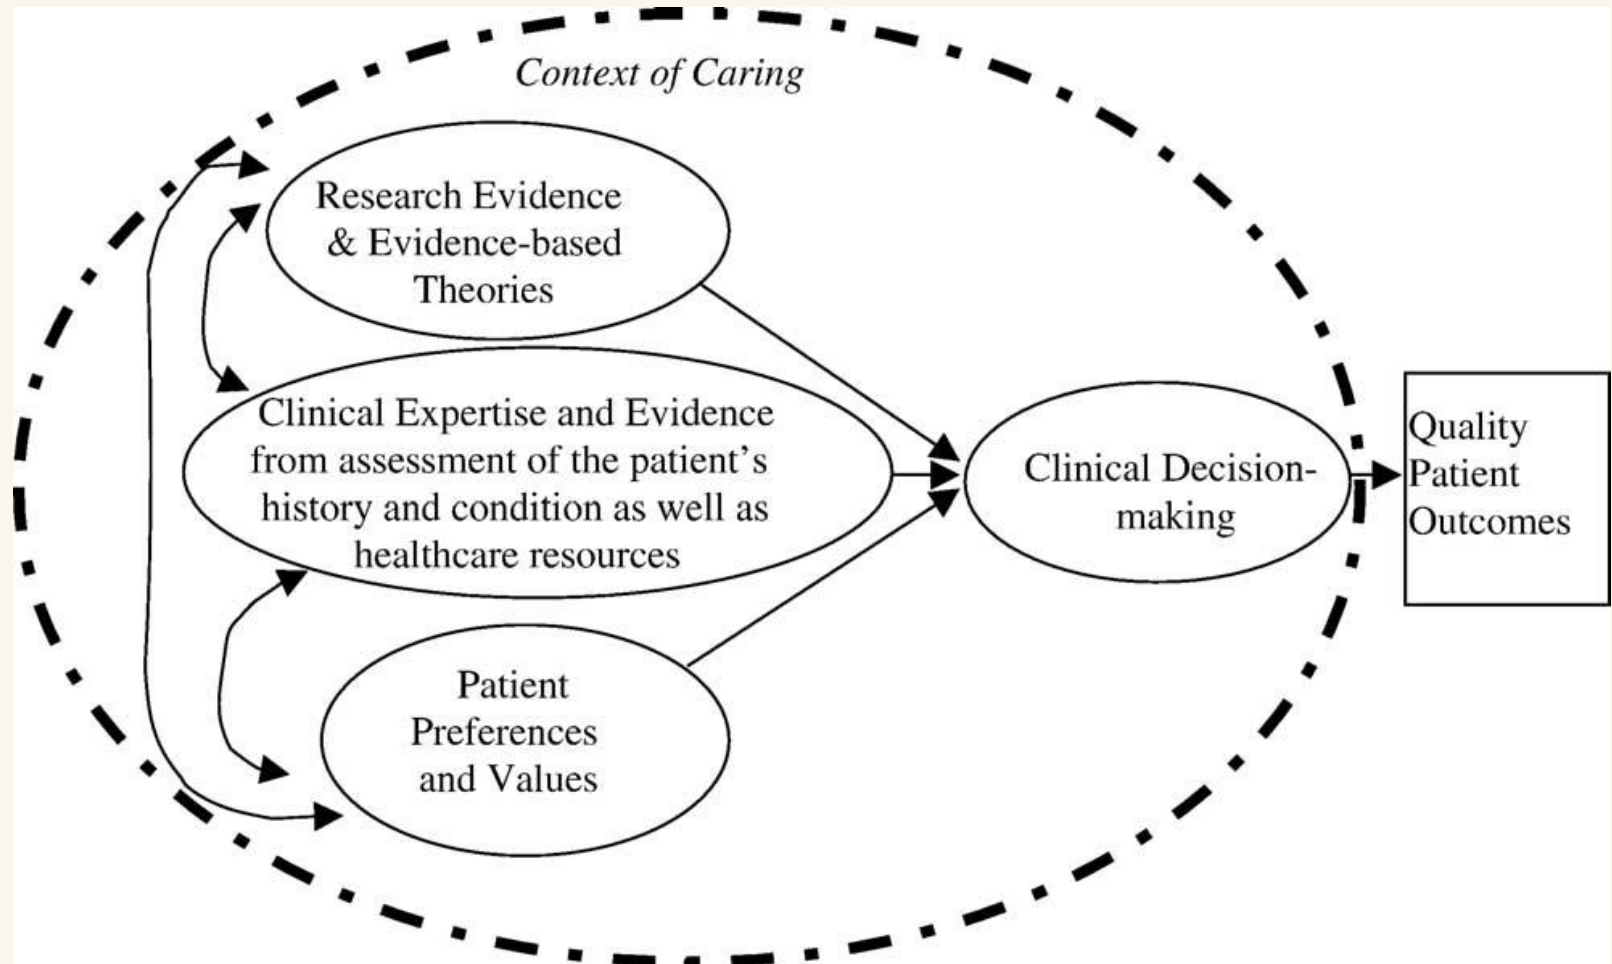 Context of Caring
Research Evidence
& Evidence-based
Theories
Clinical Expertise and Evidence
from assessment of the patient's
history and condition as well as
healthcare resources
Patient
Preferences
and Values
Clinical Decision-
making
Quality
Patient
Outcomes